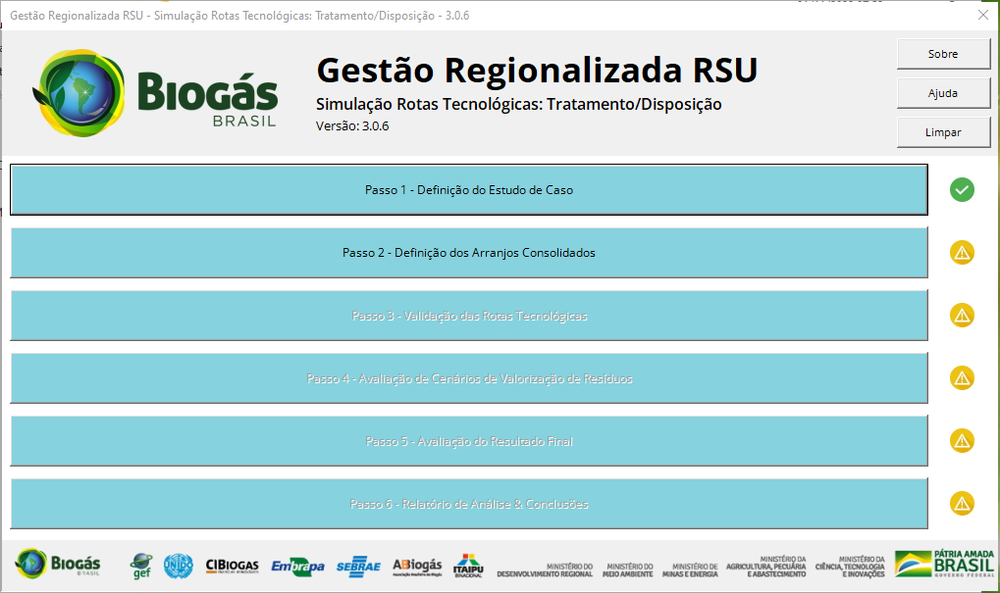 Gestão Regionalizada RSU - Simulação Rotas Tecnológicas: Tratamento/Disposição - 3.0.6
BIOGÁS
BRASIL
Gestão Regionalizada RSU
Simulação Rotas Tecnológicas: Tratamento/Disposição
Versão: 3.0.6
Sobre
Ajuda
Limpar
Passo 1 - Definição do Estudo de Caso
Passo 2 - Definição dos Arranjos Consolidados
Passo 3 - Validação das Rotas Tecnológicas
Passo 4 - Avaliação de Cenários de Valorização de Resíduos
Passo 5 - Avaliação do Resultado Final
Passo 6 - Relatório de Análise & Conclusões
BIOGÁS
BRASIL
gef
CIBIOGAS
Embrapa
SEBRAE
ABiogás
ITAIPU
BINACIONAL
MINISTÉRIO DO
DESENVOLVIMENTO REGIONAL
MINISTÉRIO DO
MEIO AMBIENTE
MINISTÉRIO DE
MINAS E ENERGIA
MINISTÉRIO DA
AGRICULTURA, PECUÁRIA
E ABASTECIMENTO
MINISTÉRIO DA
CIÊNCIA, TECNOLOGIA
E INOVAÇÕES
PÁTRIA AMADA
BRASIL
GOVERNO FEDERAL